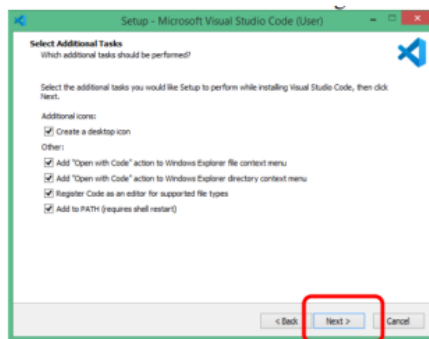 Setup - Microsoft Visual Studio Code (User)
Select Additional Tasks
Which additional tasks should be performed?
Select the additional tasks you would like Setup to perform while installing Visual Studio Code, then click
Next.
Additional icons:
Create a desktop icon
Other:
Add "Open with Code" action to Windows Explorer file context menu
Add "Open with Code" action to Windows Explorer directory context menu
Register Code as an editor for supported file types
Add to PATH (requires shell restart)
< Back Next > Cancel